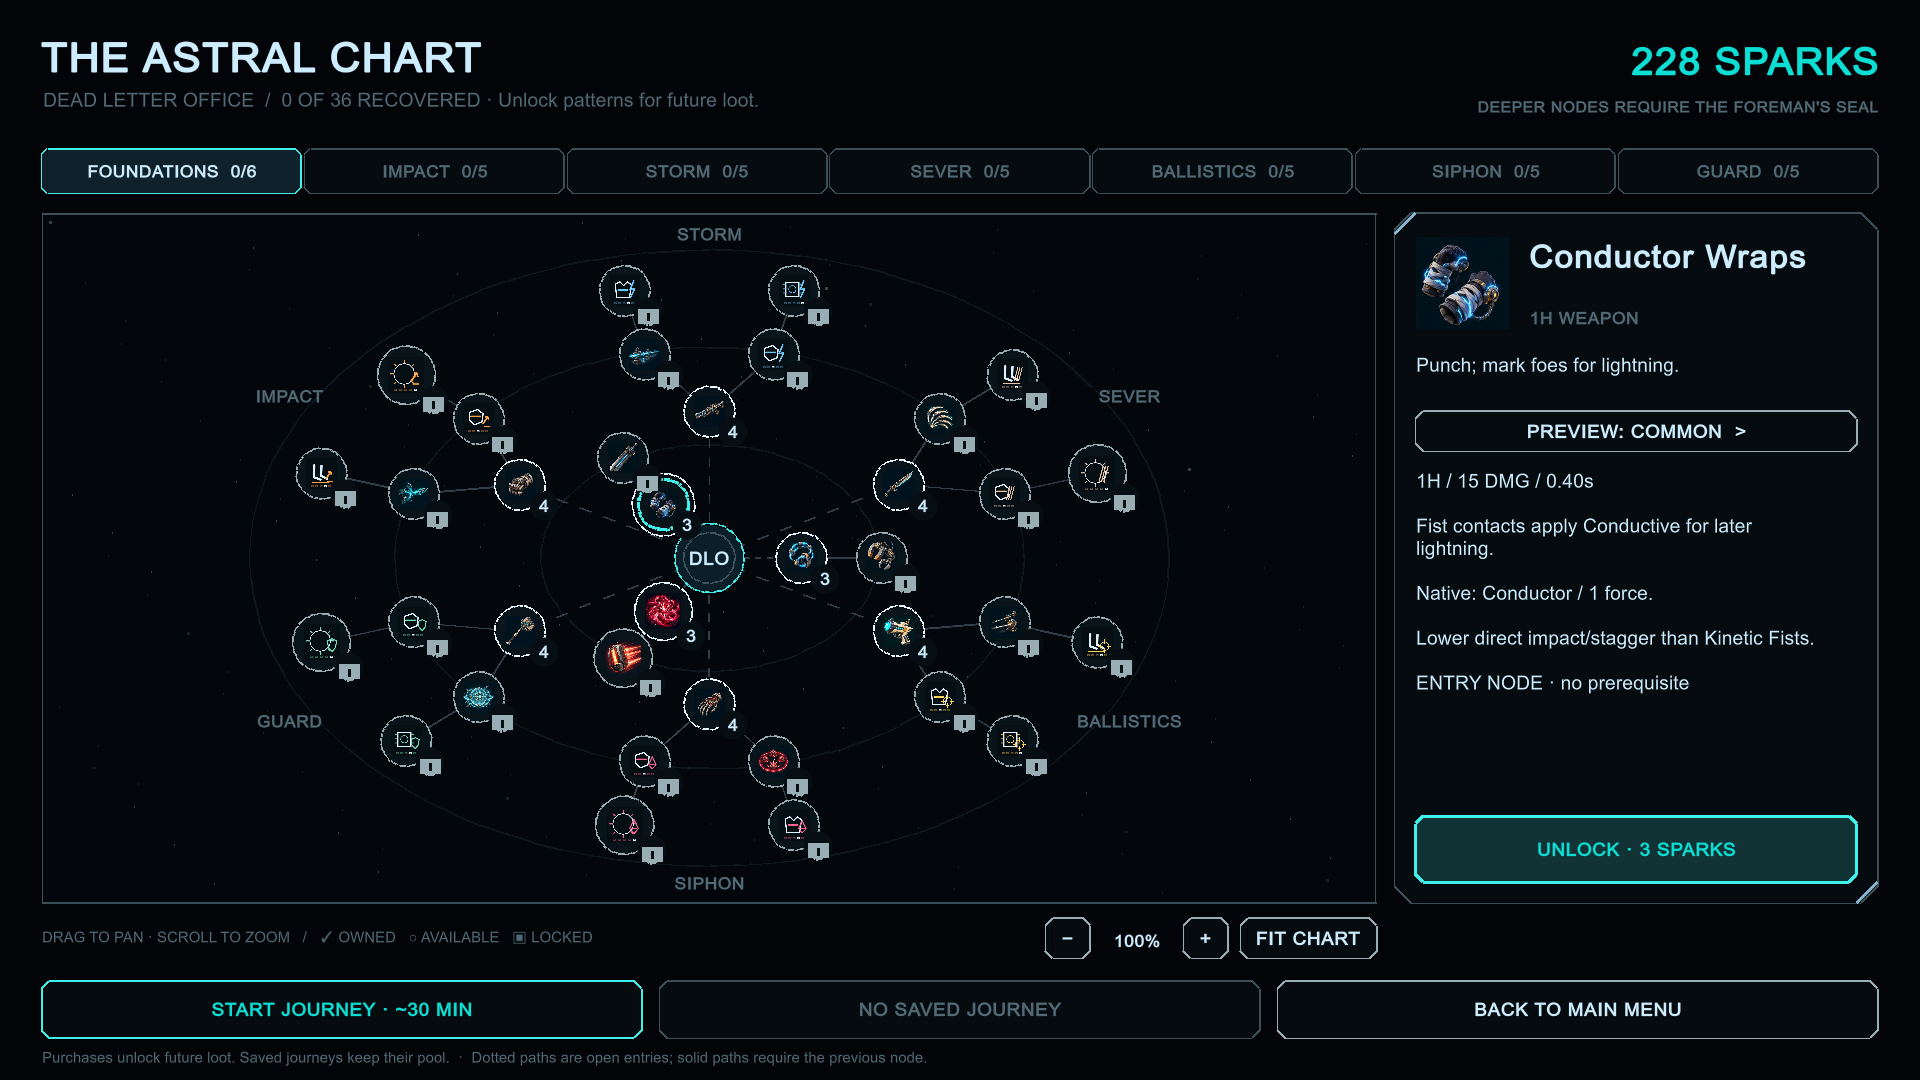 THE ASTRAL CHART
228 SPARKS
DEAD LETTER OFFICE / 0 OF 36 RECOVERED · Unlock patterns for future loot.
DEEPER NODES REQUIRE THE FOREMAN'S SEAL
FOUNDATIONS 0/6
IMPACT 0/5
STORM 0/5
SEVER 0/5
BALLISTICS 0/5
SIPHON 0/5
GUARD 0/5
STORM
IMPACT
SEVER
4
4
4
3
DLO
3
3
4
4
4
GUARD
BALLISTICS
SIPHON
Conductor Wraps
1H WEAPON
Punch; mark foes for lightning.
PREVIEW: COMMON >
1H / 15 DMG / 0.40s
Fist contacts apply Conductive for later
lightning.
Native: Conductor / 1 force.
Lower direct impact/stagger than Kinetic Fists.
ENTRY NODE · no prerequisite
UNLOCK · 3 SPARKS
DRAG TO PAN · SCROLL TO ZOOM / ✓ OWNED ○ AVAILABLE ▣ LOCKED
− 100% + FIT CHART
START JOURNEY · ~30 MIN
NO SAVED JOURNEY
BACK TO MAIN MENU
Purchases unlock future loot. Saved journeys keep their pool. · Dotted paths are open entries; solid paths require the previous node.